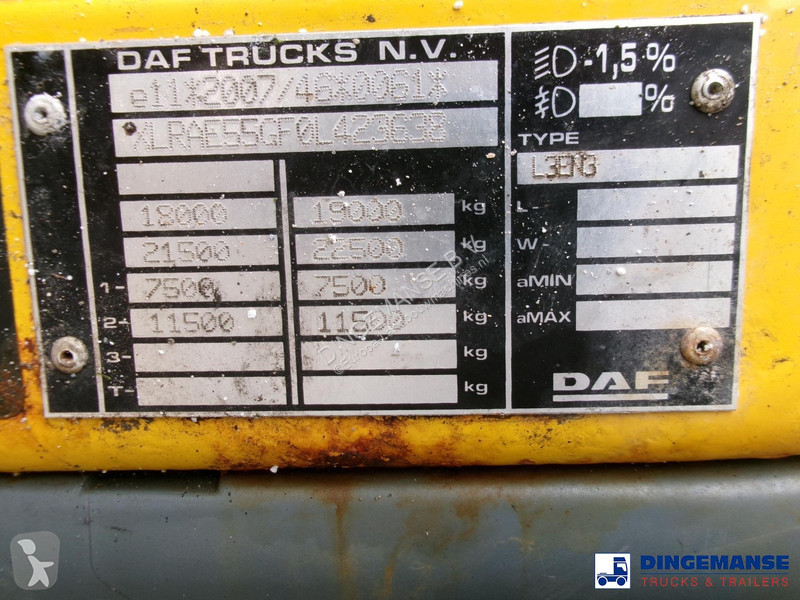 DAF TRUCKS N.V.
e11*2007/46*0061*
XLRAE55GF0L423638
18000 19000 kg
21500 22500 kg
1- 7500 7500 kg
2- 11500 11500 kg
3- kg
T- kg
-1,5%
%
TYPE
L3ENG
L-
W-
aMIN
aMAX
DAF
DINGEMANSE
TRUCKS & TRAILERS